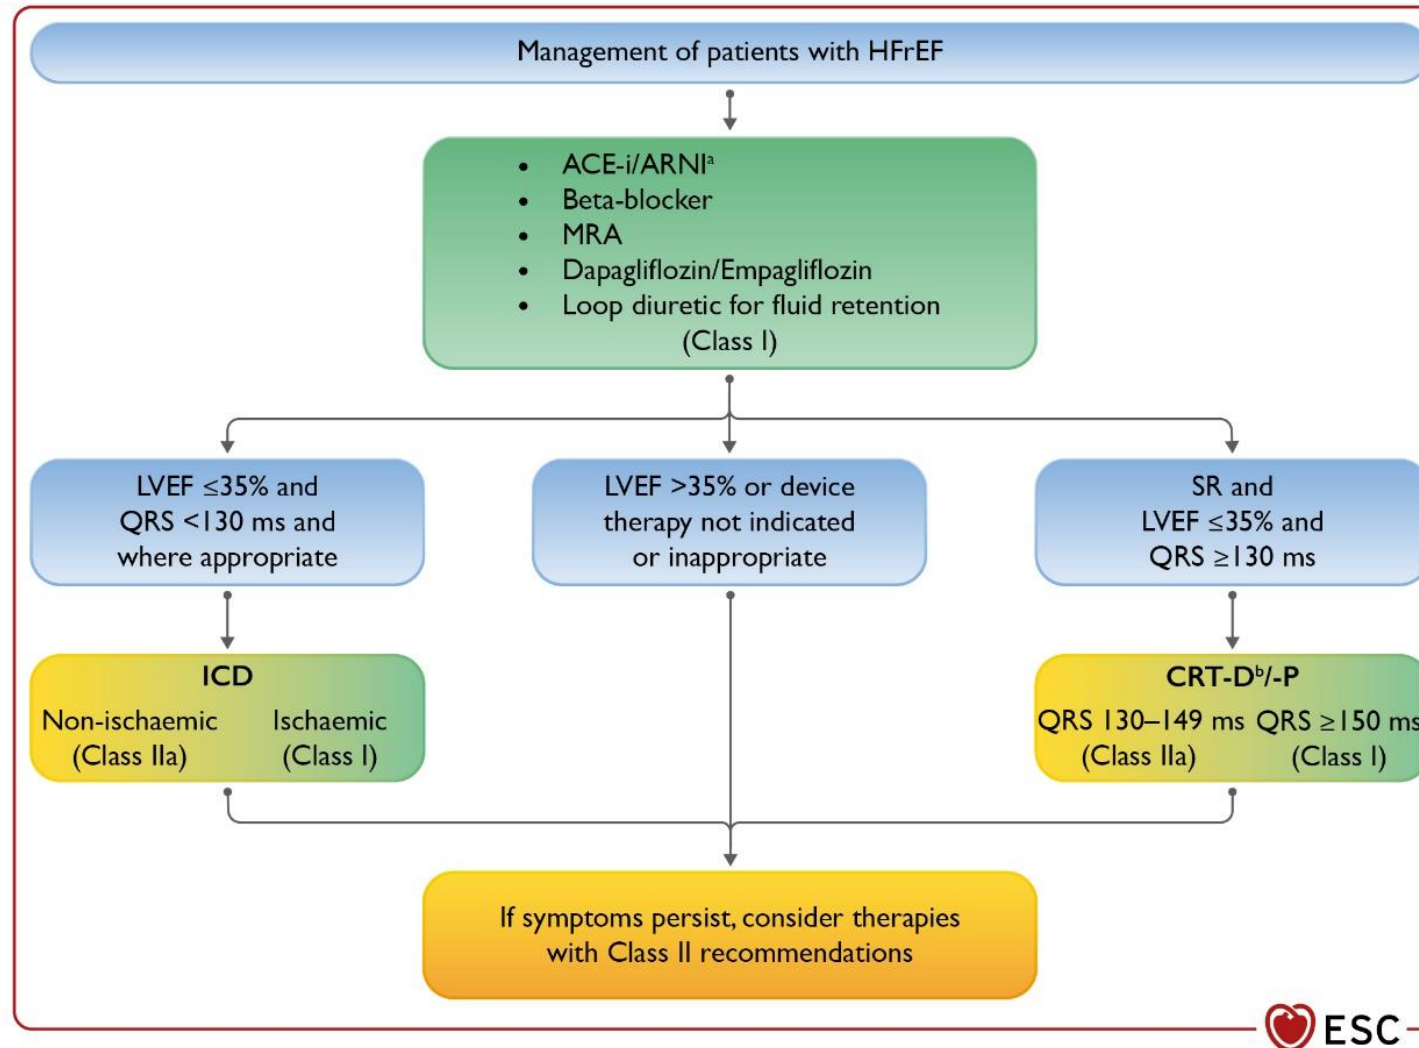 Management of patients with HFrEF
• ACE-i/ARNIᵃ
• Beta-blocker
• MRA
• Dapagliflozin/Empagliflozin
• Loop diuretic for fluid retention
(Class I)
LVEF ≤35% and
QRS <130 ms and
where appropriate
LVEF >35% or device
therapy not indicated
or inappropriate
SR and
LVEF ≤35% and
QRS ≥130 ms
ICD
Non-ischaemic
(Class IIa)
Ischaemic
(Class I)
CRT-Dᵇ/-P
QRS 130–149 ms
(Class IIa)
QRS ≥150 ms
(Class I)
If symptoms persist, consider therapies
with Class II recommendations
ESC